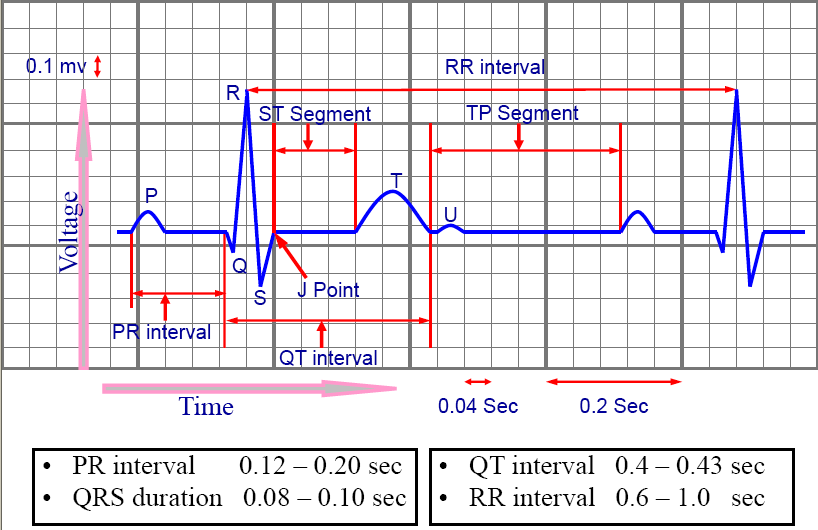 0.1 mv
RR interval
R
ST Segment
TP Segment
P
T
U
Voltage
Q
S
J Point
PR interval
QT interval
Time
0.04 Sec
0.2 Sec
• PR interval 0.12 – 0.20 sec
• QRS duration 0.08 – 0.10 sec
• QT interval 0.4 – 0.43 sec
• RR interval 0.6 – 1.0 sec